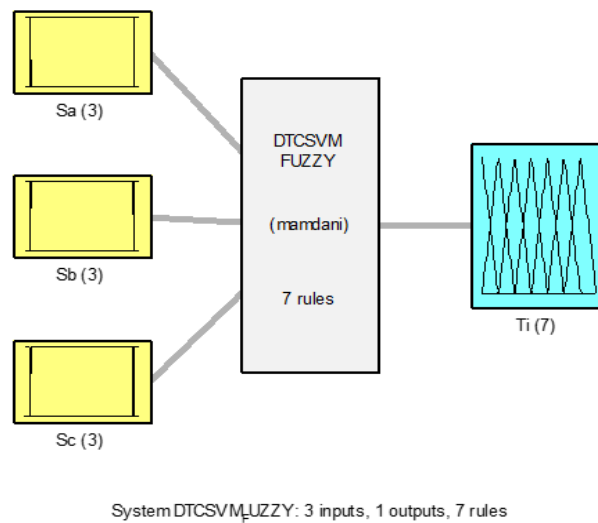 Sa (3)
DTCSVM
FUZZY
(mamdani)
7 rules
Sb (3)
Ti (7)
Sc (3)
System DTCSVM_FUZZY: 3 inputs, 1 outputs, 7 rules